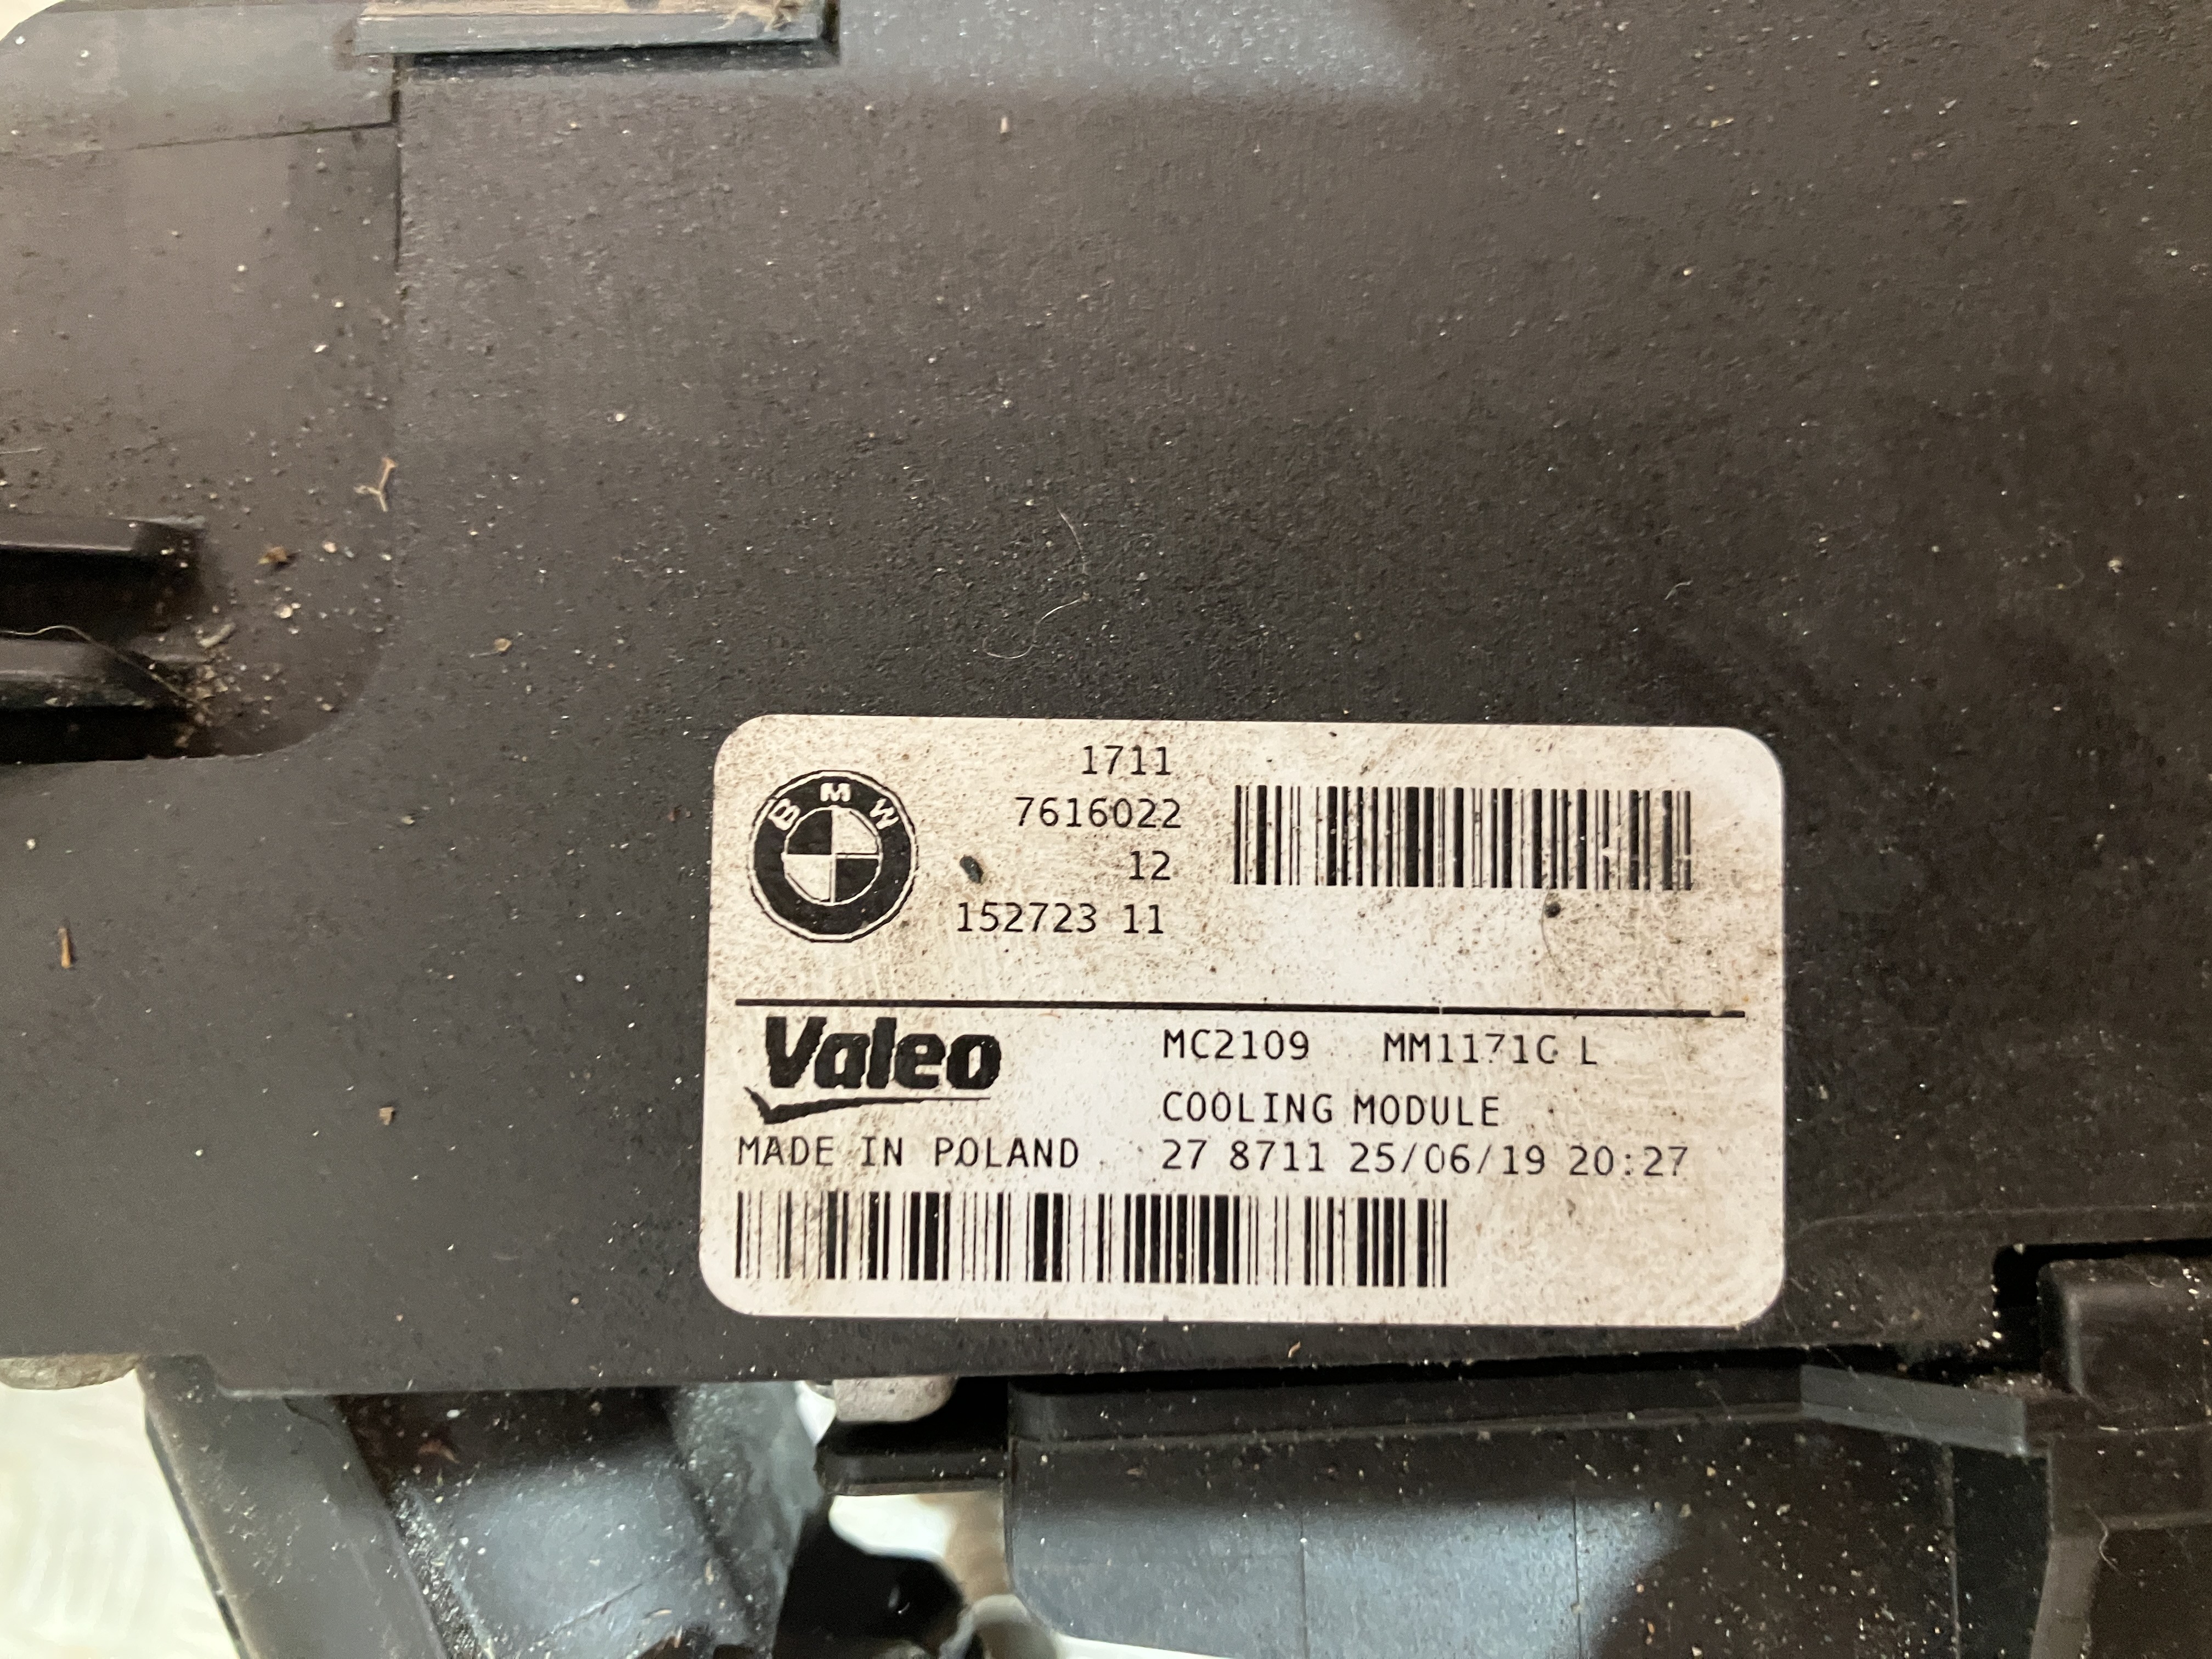 BMW
1711
7616022
12
152723 11
Valeo
MC2109 MM1171C L
COOLING MODULE
MADE IN POLAND 27 8711 25/06/19 20:27